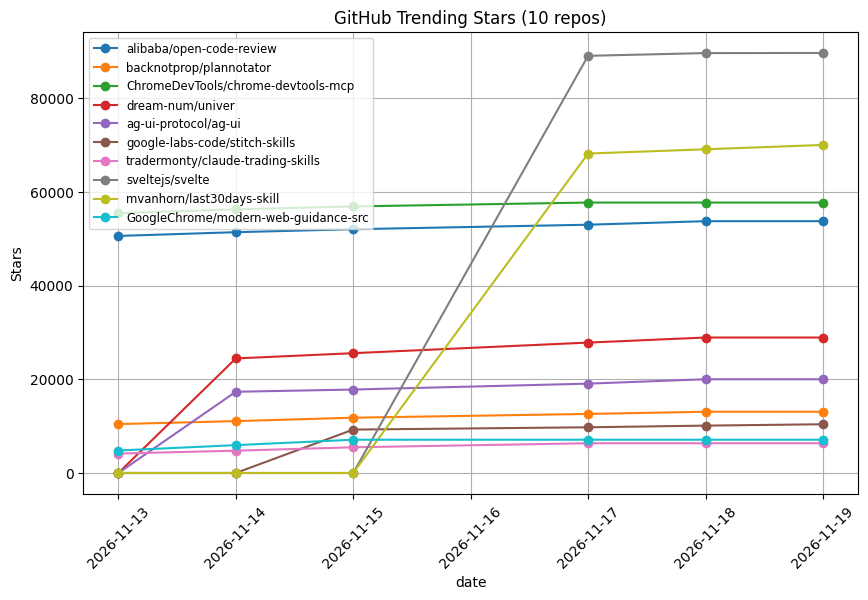 GitHub Trending Stars (10 repos)
alibaba/open-code-review
backnotprop/plannotator
ChromeDevTools/chrome-devtools-mcp
dream-num/univer
ag-ui-protocol/ag-ui
google-labs-code/stitch-skills
tradermonty/claude-trading-skills
sveltejs/svelte
mvanhorn/last30days-skill
GoogleChrome/modern-web-guidance-src
Stars
80000
60000
40000
20000
0
2026-11-13
2026-11-14
2026-11-15
2026-11-16
2026-11-17
2026-11-18
2026-11-19
date